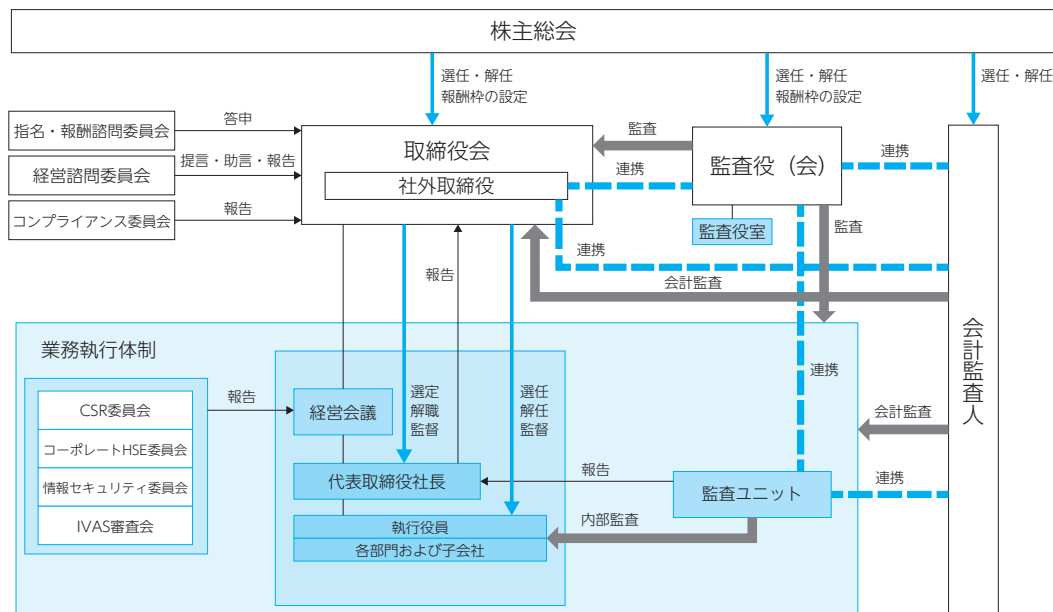 株主総会
選任・解任
報酬枠の設定
選任・解任
報酬枠の設定
選任・解任
指名・報酬諮問委員会
答申
経営諮問委員会
提言・助言・報告
コンプライアンス委員会
報告
取締役会
社外取締役
監査
連携
監査役（会）
連携
監査役室
監査
連携
会計監査
報告
会計監査人
業務執行体制
CSR委員会
コーポレートHSE委員会
情報セキュリティ委員会
IVAS審査会
報告
経営会議
選定
解職
監督
選任
解任
監督
連携
会計監査
代表取締役社長
報告
監査ユニット
連携
執行役員
各部門および子会社
内部監査